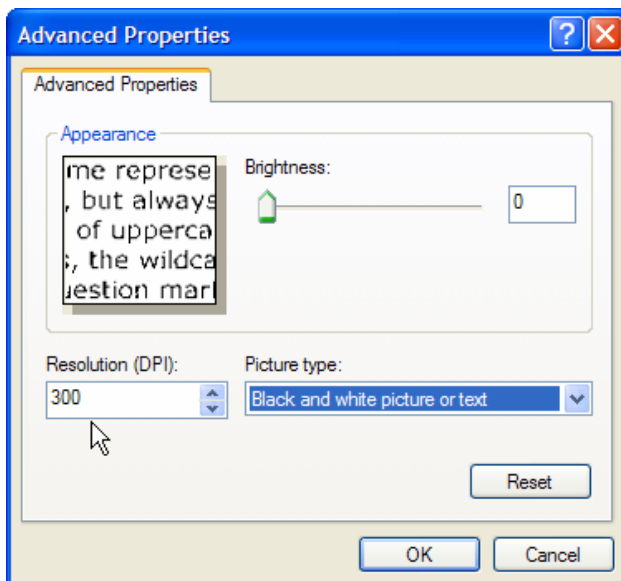 Advanced Properties
Advanced Properties
Appearance
me represe
, but always
of upperca
s, the wildca
uestion marl
Brightness:
0
Resolution (DPI):
300
Picture type:
Black and white picture or text
Reset
OK
Cancel